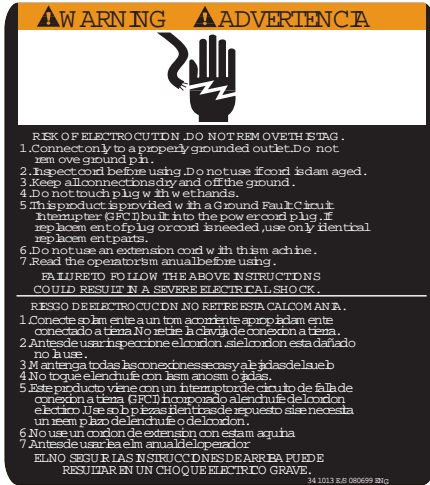 WARNING ADVERTENCIA
RISK OF ELECTROCUTION. DO NOT REMOVE THIS TAG.
1. Connect only to a properly grounded outlet. Do not
remove ground pin.
2. Inspect cord before using. Do not use if cord is damaged.
3. Keep all connections dry and off the ground.
4. Do not touch plug with wet hands.
5 This product is provided with a Ground Fault Circuit
Interrupter (GFCI) built into the power cord plug. If
replacement of plug or cord is needed, use only identical
replacement parts.
6. Do not use an extension cord with this machine.
7. Read the operators manual before using.
FAILURE TO FOLLOW THE ABOVE INSTRUCTIONS
COULD RESULT IN A SEVERE ELECTRICAL SHOCK.
RIESGO DE ELECTROCUCION. NO RETIRE ESTA CALCOMANIA.
1. Conecte solamente a un tomacorriente apropiadamente
conectado a tierra. No retire la clavija de conexion a tierra.
2. Antes de usar inspeccione el cordon. si el cordon esta dañado
no la use.
3 Mantenga todas las conexiones secas y alejadas del suelo
4 No toque el enchufe con las manos mojadas.
5. Este producto viene con un interruptor de circuito de falla de
conexion a tierra (GFCI) incorporado al enchufe del cordon
electrico. Use solo piezas identicas de repuesto si se necesita
un reemplazo del enchufe o del cordon.
6 No use un cordon de extension con esta maquina
7 Antes de usar lea el manual del operador
EL NO SEGUIR LAS INSTRUCCIONES DE ARRIBA PUEDE
RESULTAR EN UN CHOQUE ELECTRICO GRAVE.
34 1013 E/S 080699 ENG